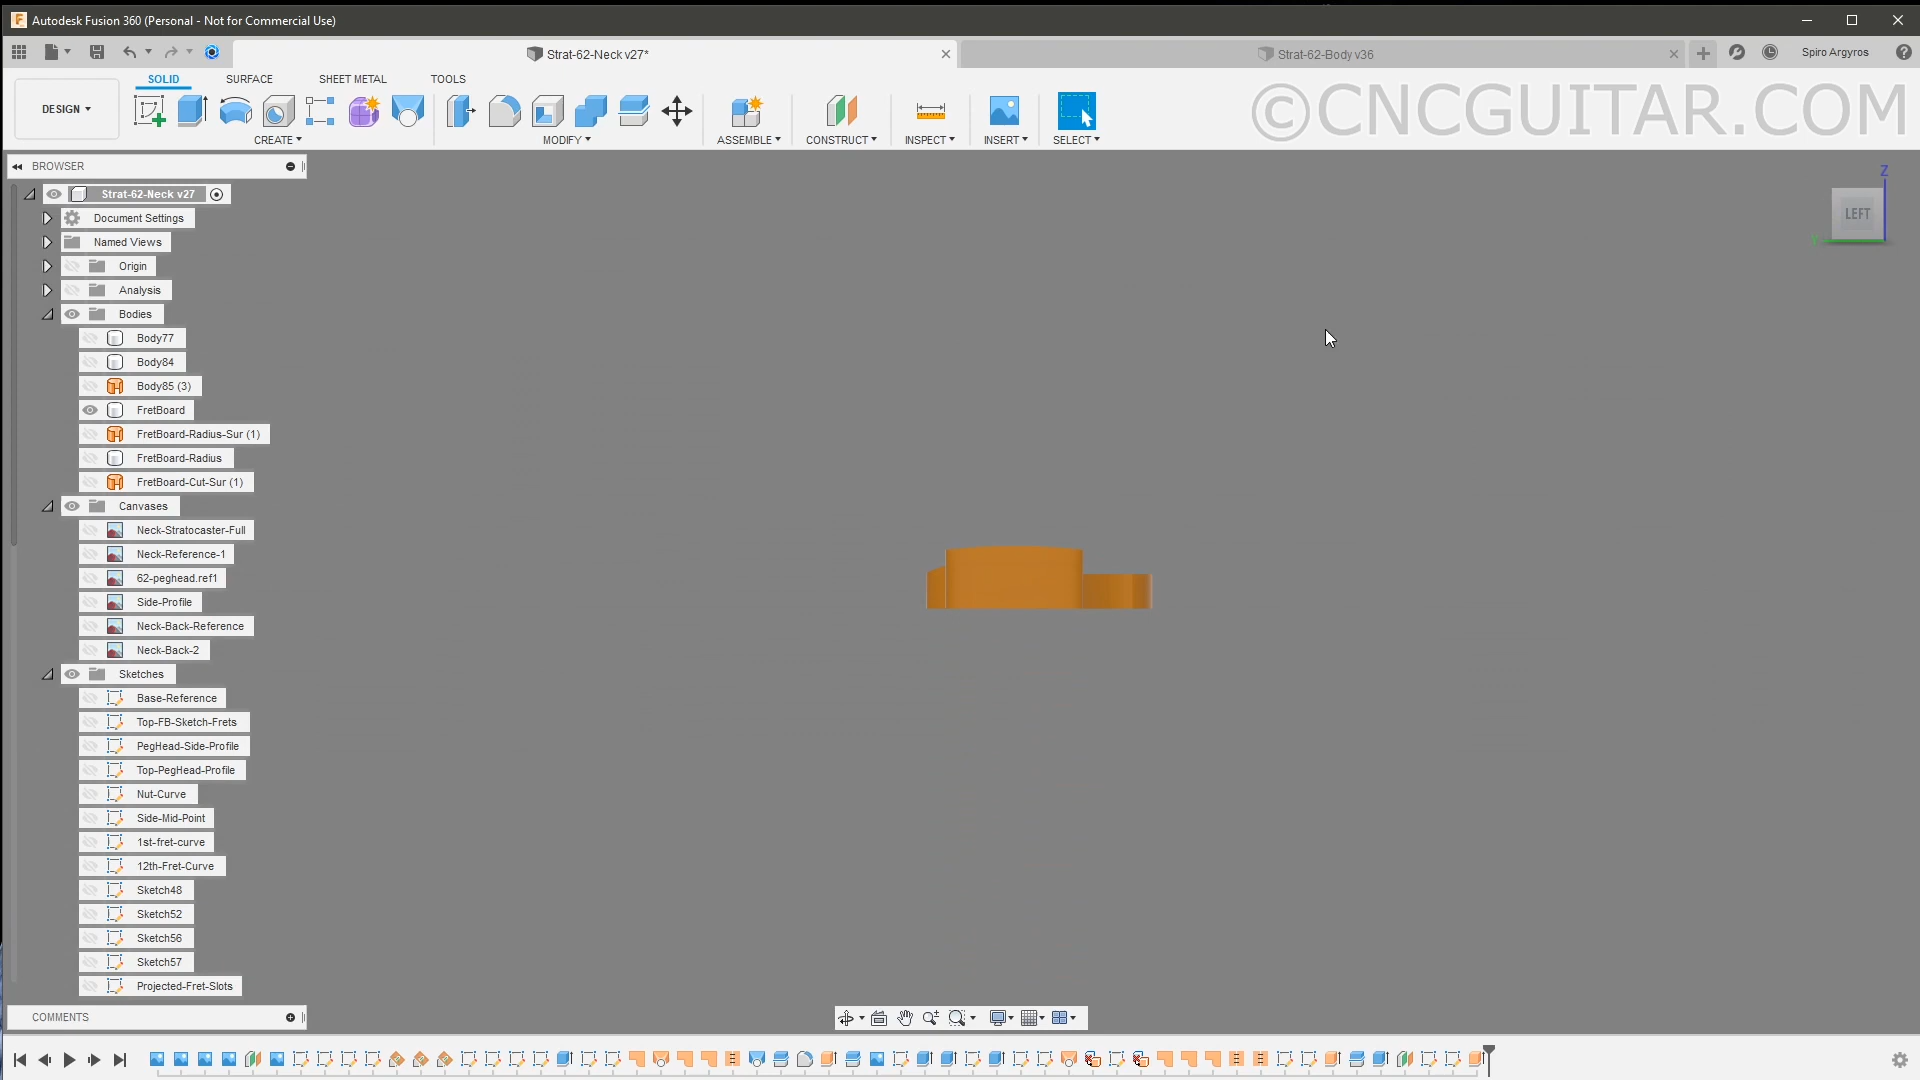 Autodesk Fusion 360 (Personal - Not for Commercial Use)
Strat-62-Neck v27*
Strat-62-Body v36
Spiro Argyros
SOLID
SURFACE
SHEET METAL
TOOLS
DESIGN
CREATE
MODIFY
ASSEMBLE
CONSTRUCT
INSPECT
INSERT
SELECT
©CNCGUITAR.COM
BROWSER
Strat-62-Neck v27
Document Settings
Named Views
Origin
Analysis
Bodies
Body77
Body84
Body85 (3)
FretBoard
FretBoard-Radius-Sur (1)
FretBoard-Radius
FretBoard-Cut-Sur (1)
Canvases
Neck-Stratocaster-Full
Neck-Reference-1
62-peghead.ref1
Side-Profile
Neck-Back-Reference
Neck-Back-2
Sketches
Base-Reference
Top-FB-Sketch-Frets
PegHead-Side-Profile
Top-PegHead-Profile
Nut-Curve
Side-Mid-Point
1st-fret-curve
12th-Fret-Curve
Sketch48
Sketch52
Sketch56
Sketch57
Projected-Fret-Slots
COMMENTS
Z
LEFT
Y